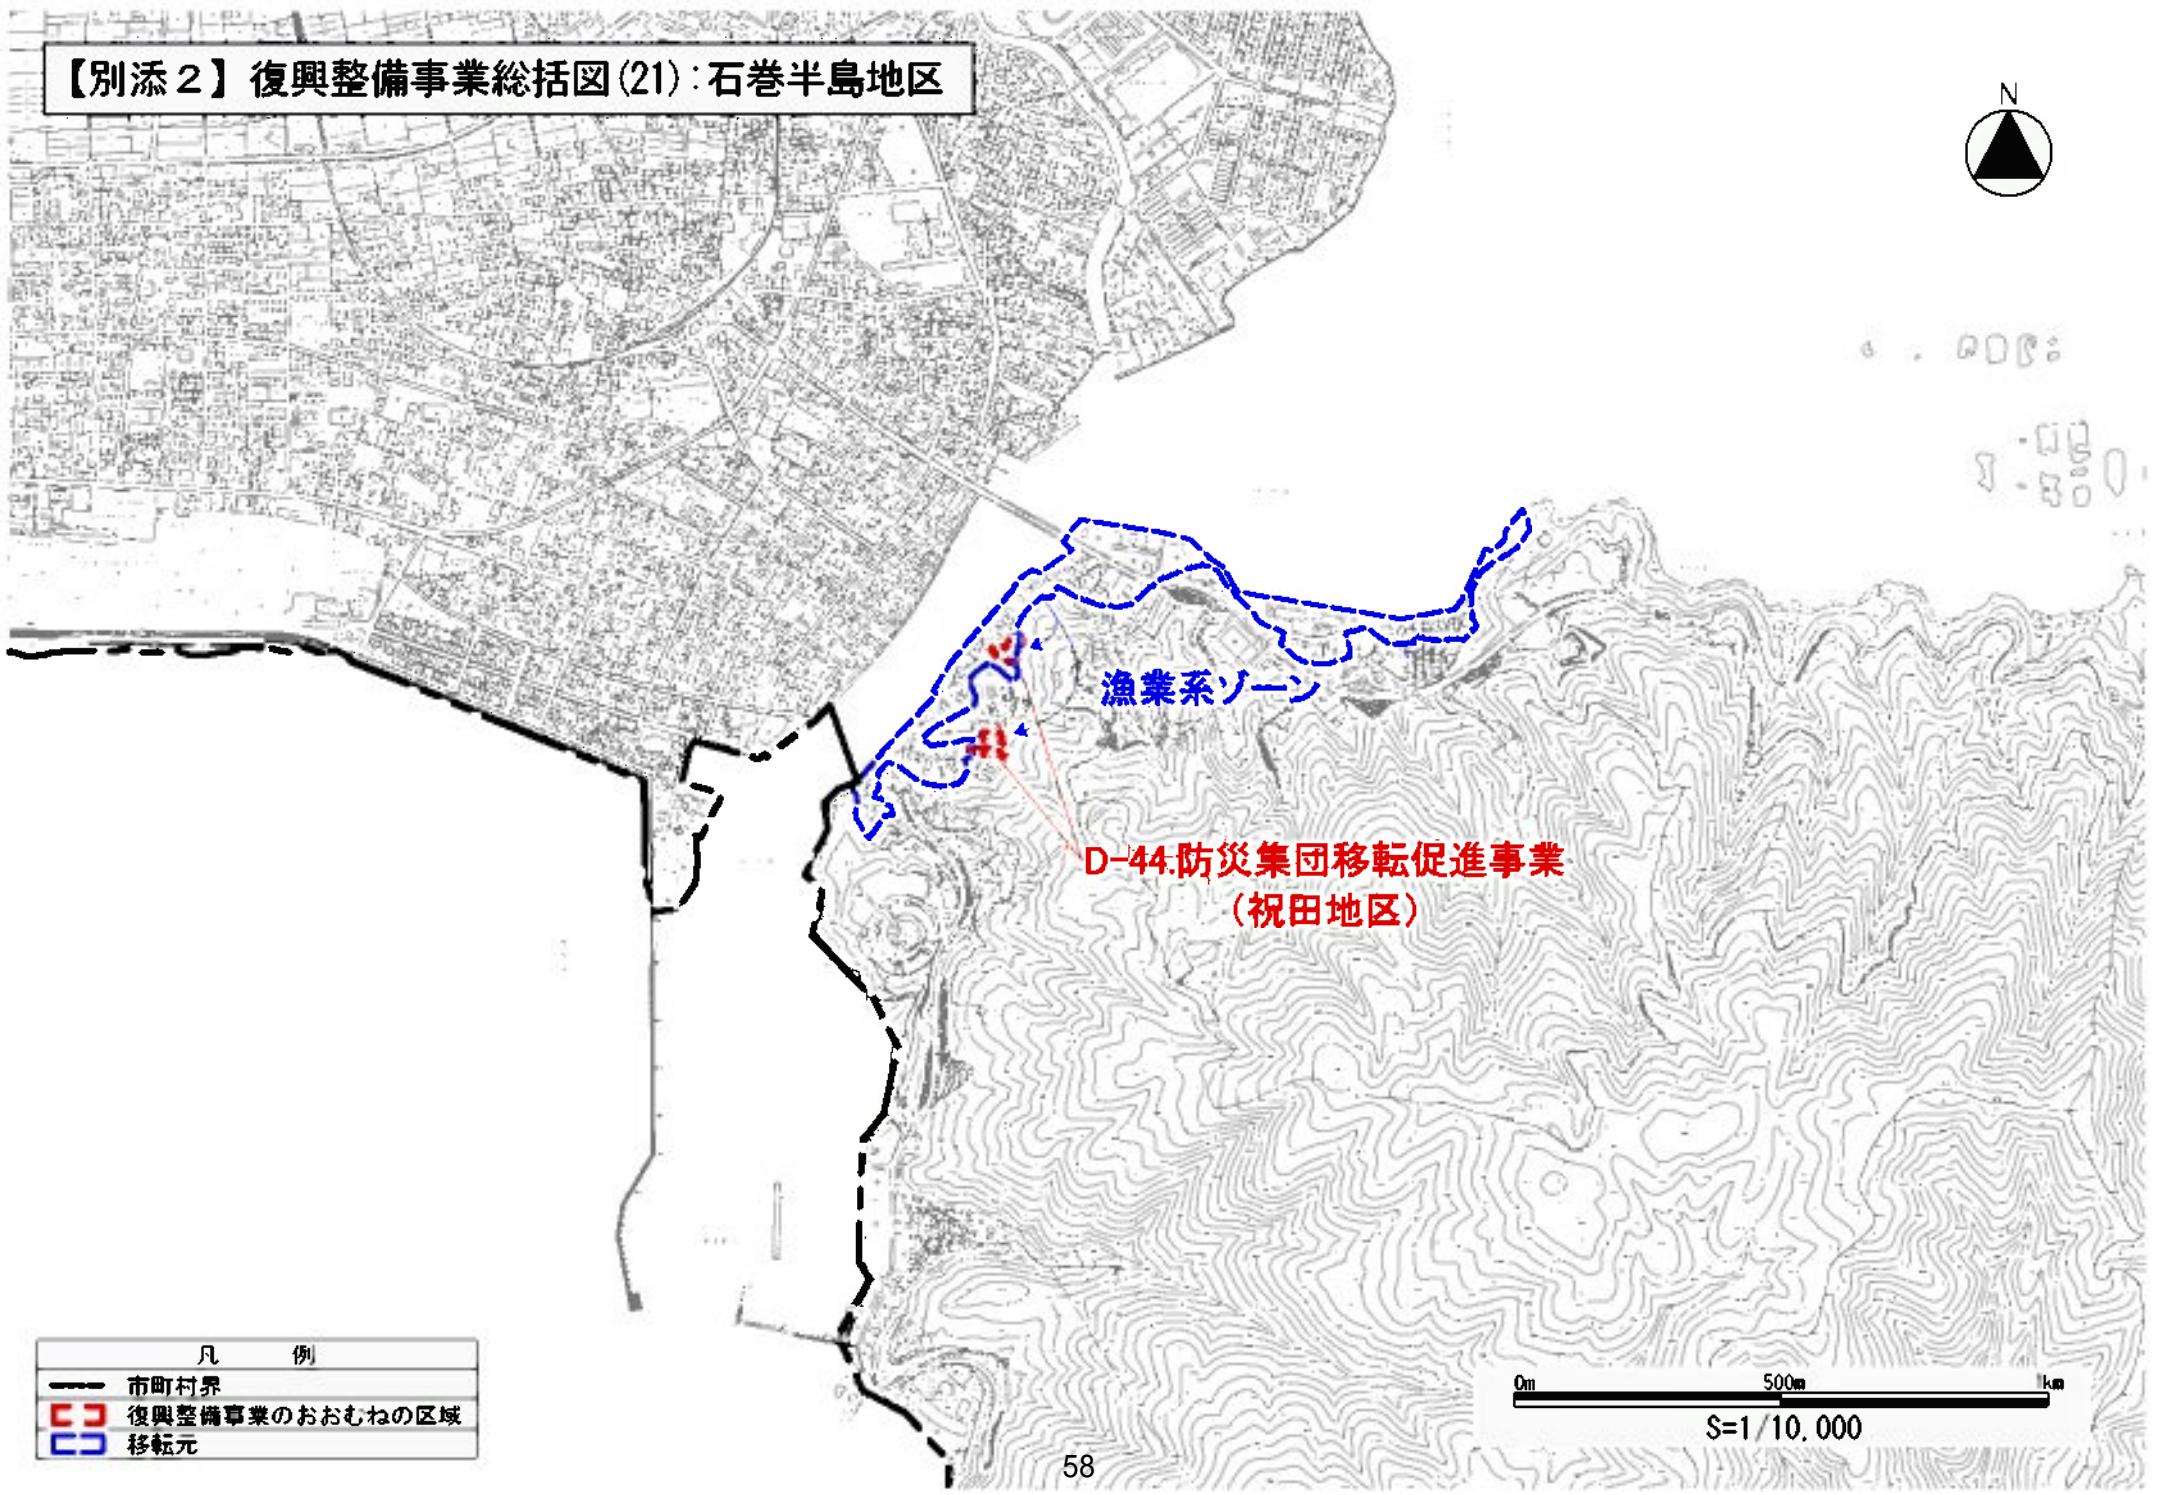 【別添２】復興整備事業総括図(21):石巻半島地区
N
漁業系ゾーン
D-44.防災集団移転促進事業
(祝田地区)
凡 例
市町村界
復興整備事業のおおむねの区域
移転元
0m 500m 1km
S=1/10,000
58